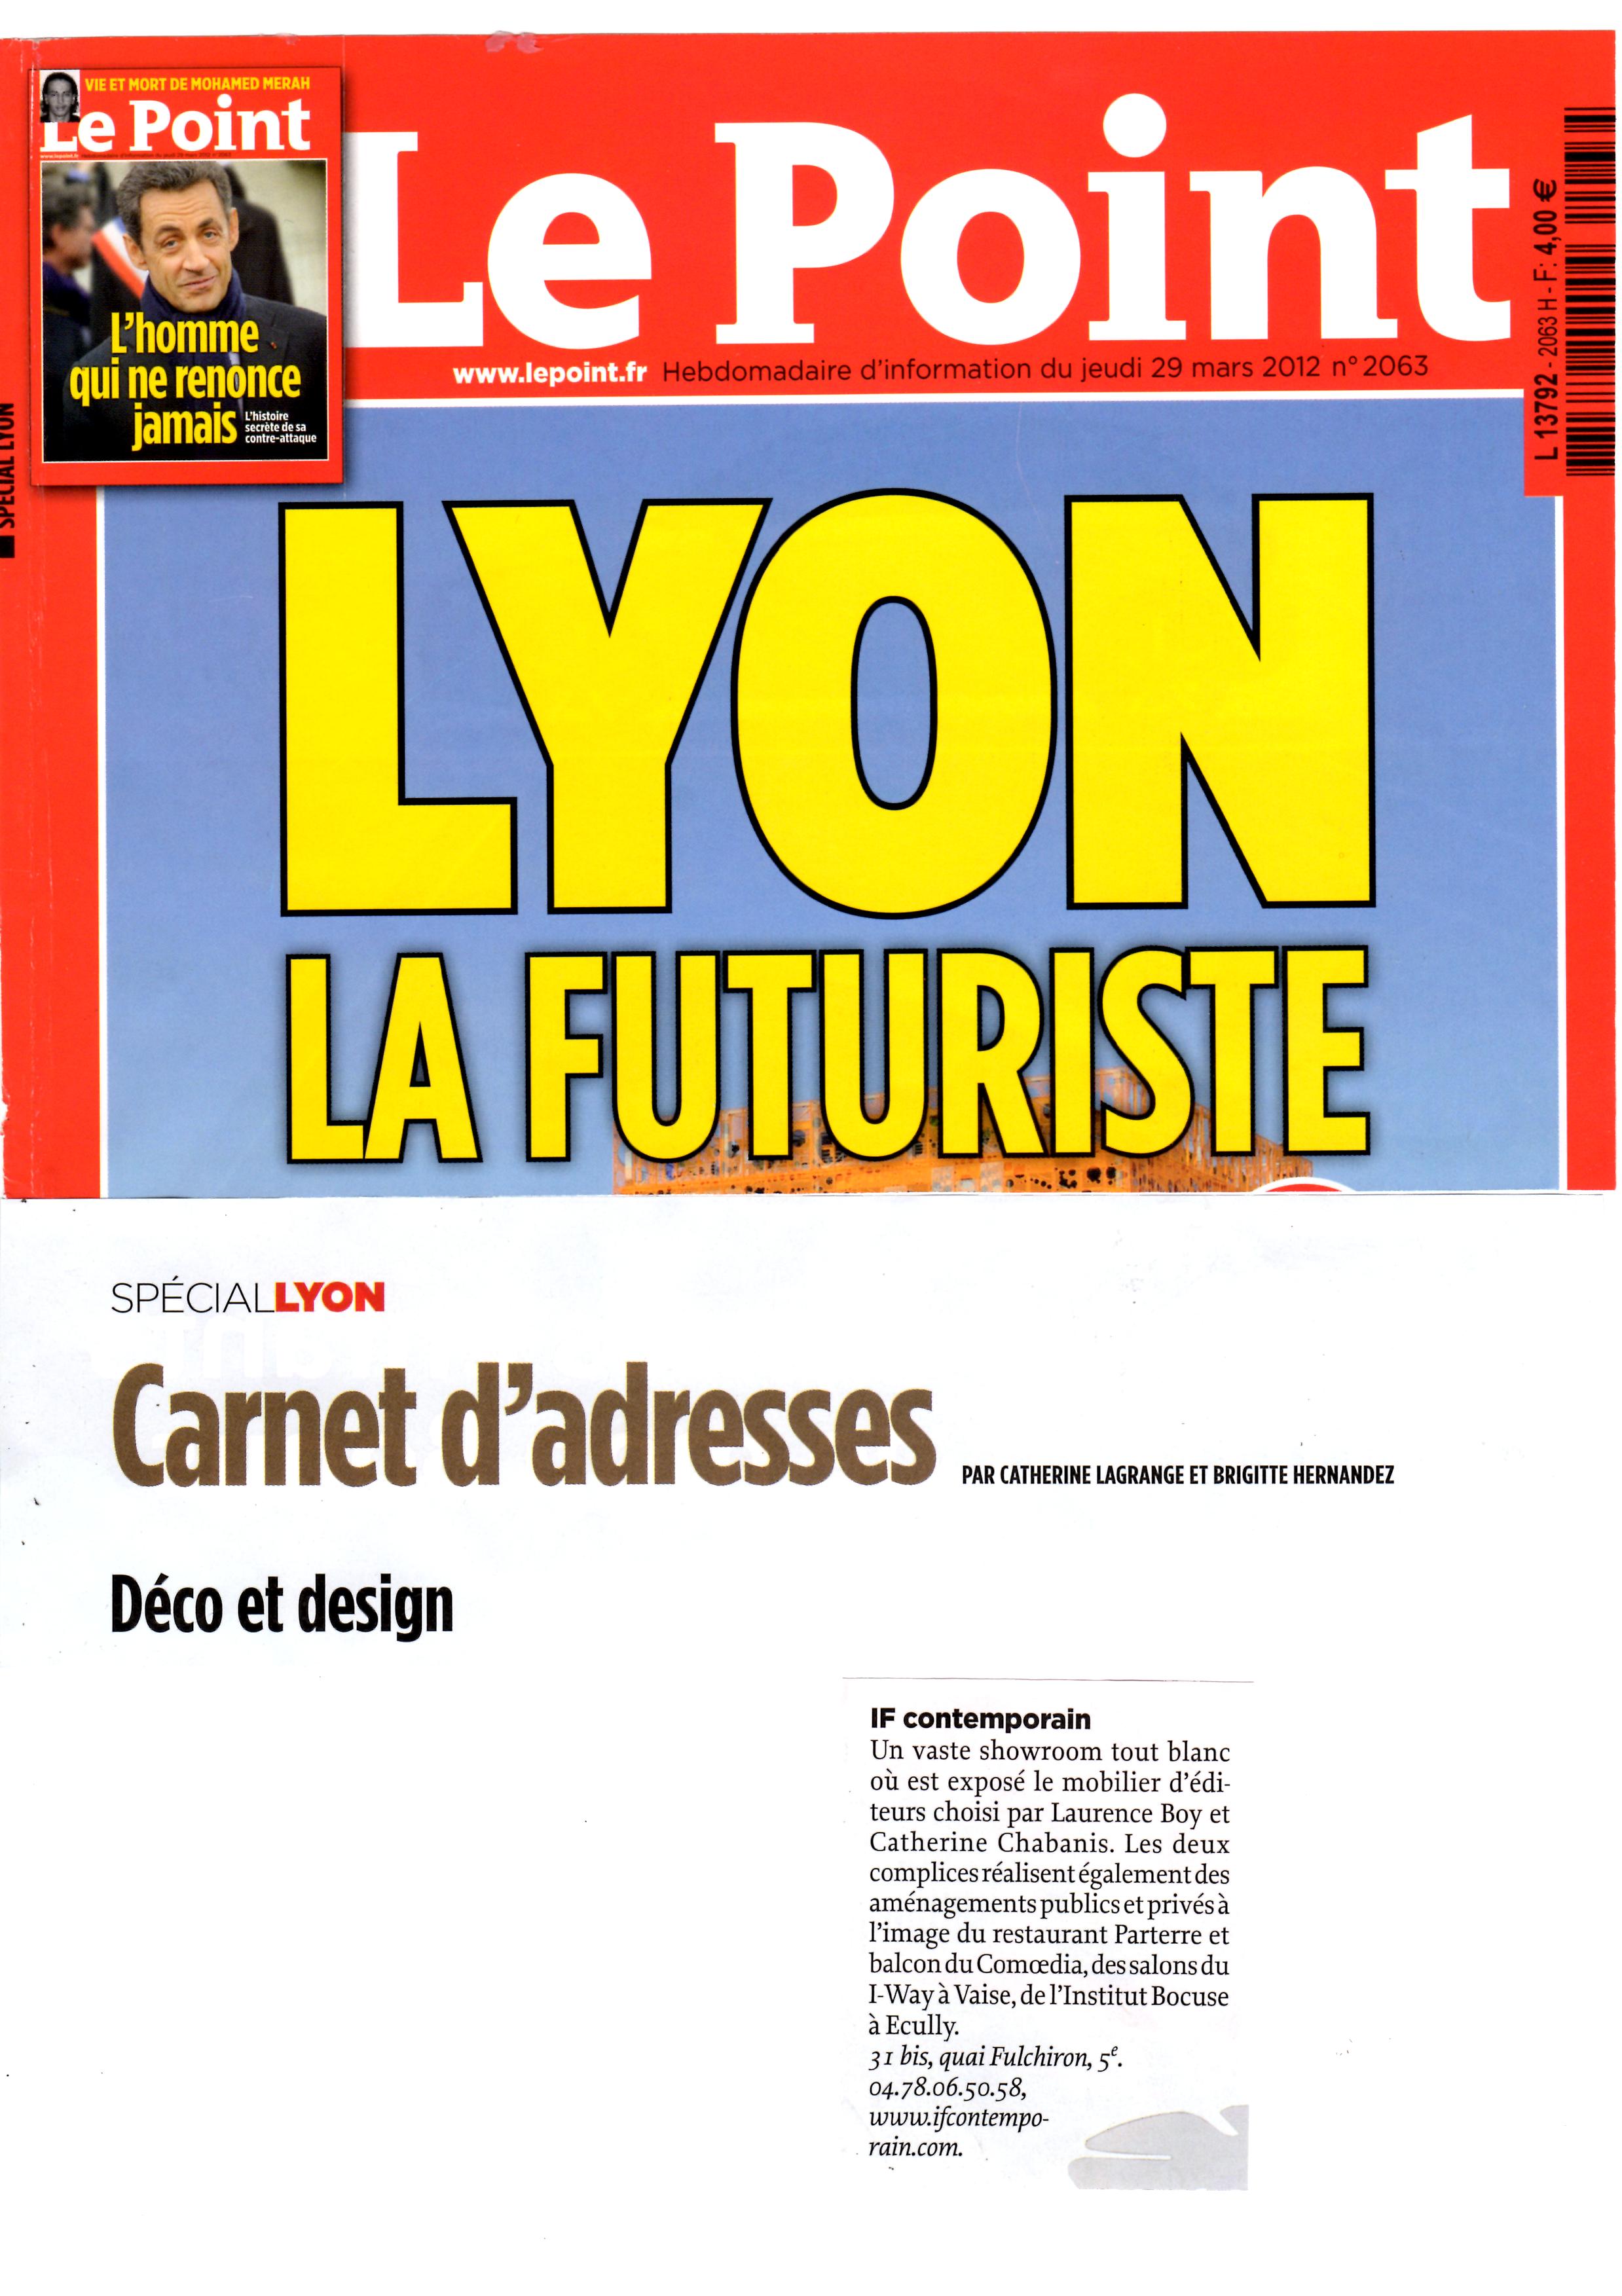 VIE ET MORT DE MOHAMED MERAH
Le Point
L'homme
qui ne renonce
jamais
L'histoire
secrète de sa
contre-attaque
Le Point
www.lepoint.fr Hebdomadaire d'information du jeudi 29 mars 2012 n° 2063
L 13792 - 2063 H - F: 4,00 €
SPÉCIAL LYON
LYON
LA FUTURISTE
SPÉCIALLYON
Carnet d'adresses
PAR CATHERINE LAGRANGE ET BRIGITTE HERNANDEZ
Déco et design
IF contemporain
Un vaste showroom tout blanc
où est exposé le mobilier d'édi-
teurs choisi par Laurence Boy et
Catherine Chabanis. Les deux
complices réalisent également des
aménagements publics et privés à
l'image du restaurant Parterre et
balcon du Comœdia, des salons du
I-Way à Vaise, de l'Institut Bocuse
à Ecully.
31 bis, quai Fulchiron, 5e.
04.78.06.50.58,
www.ifcontempo-
rain.com.